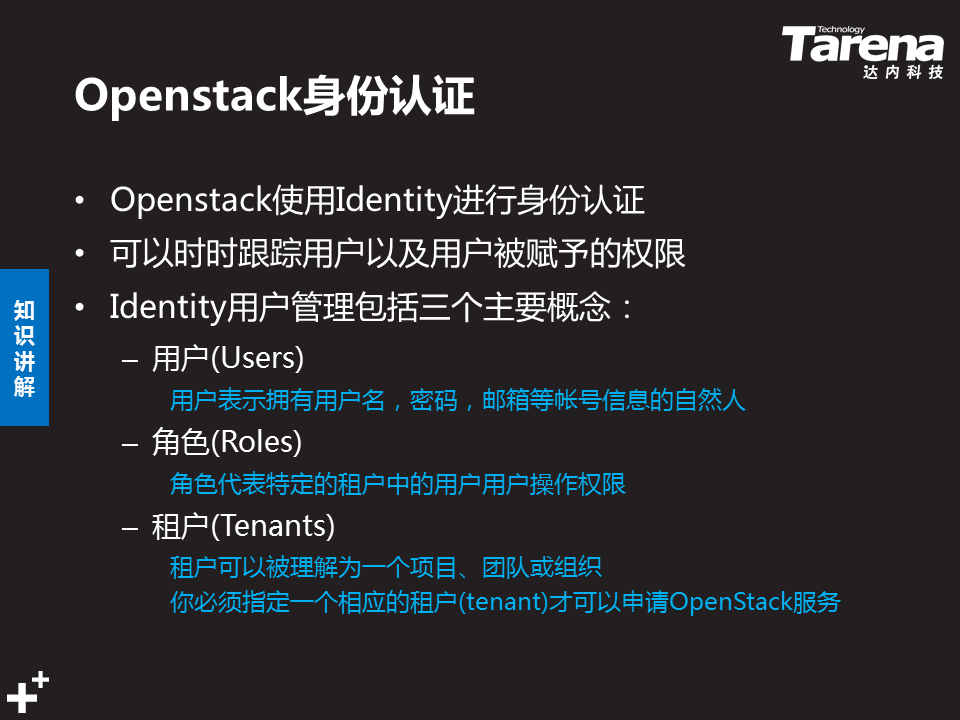 Technology
Tarena
达内科技
Openstack身份认证
• Openstack使用Identity进行身份认证
• 可以时时跟踪用户以及用户被赋予的权限
• Identity用户管理包括三个主要概念：
– 用户(Users)
用户表示拥有用户名，密码，邮箱等帐号信息的自然人
– 角色(Roles)
角色代表特定的租户中的用户用户操作权限
– 租户(Tenants)
租户可以被理解为一个项目、团队或组织
你必须指定一个相应的租户(tenant)才可以申请OpenStack服务
知识讲解